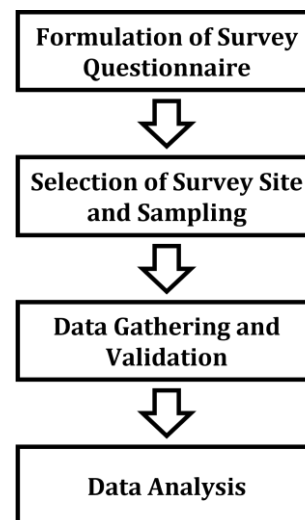 Formulation of Survey
Questionnaire
Selection of Survey Site
and Sampling
Data Gathering and
Validation
Data Analysis